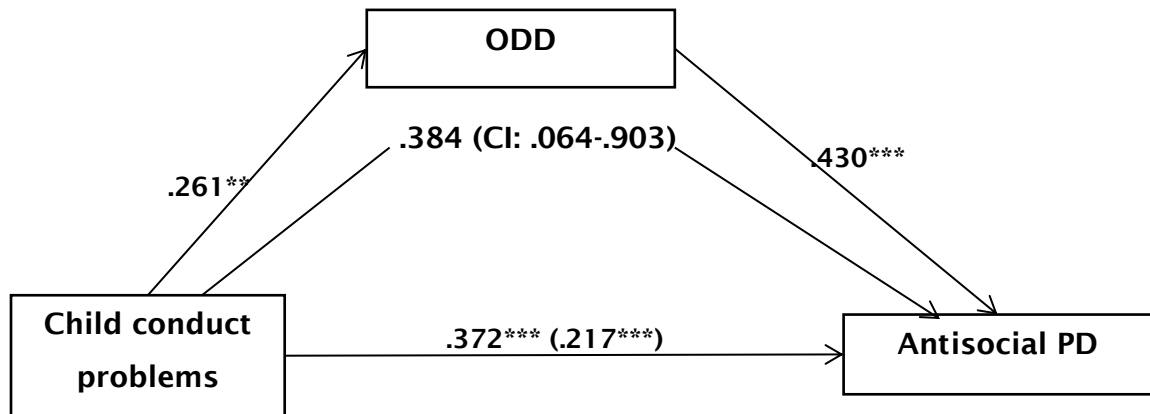 ODD
.384 (CI: .064-.903)
.261**
.430***
Child conduct
problems
.372*** (.217***)
Antisocial PD